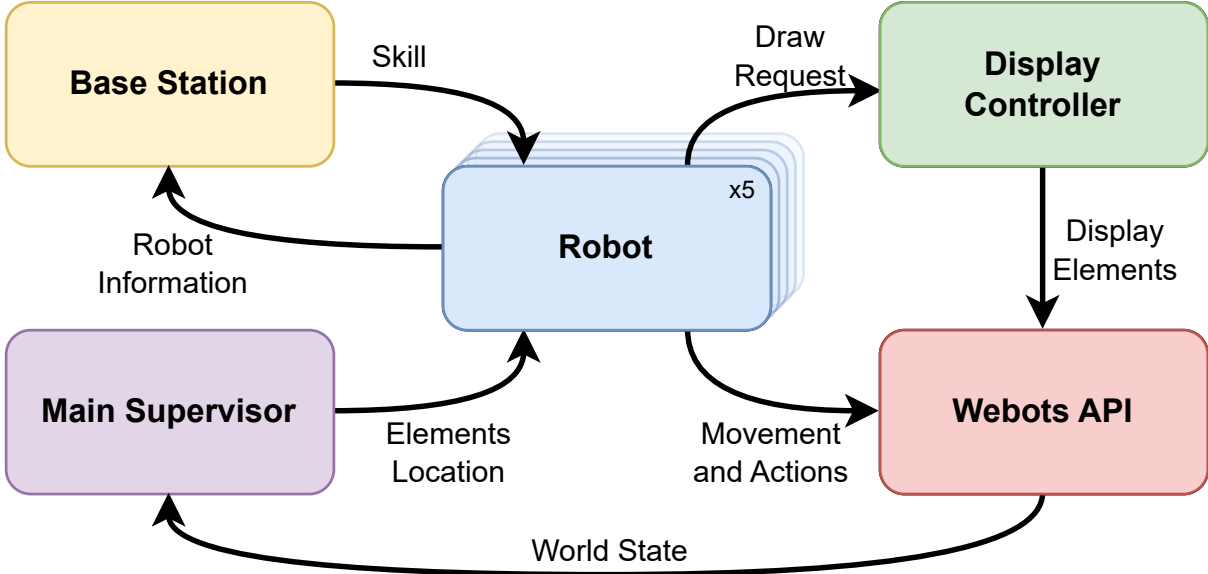 Base Station
Skill
Draw
Request
Display
Controller
x5
Robot
Robot
Information
Display
Elements
Main Supervisor
Elements
Location
Movement
and Actions
Webots API
World State